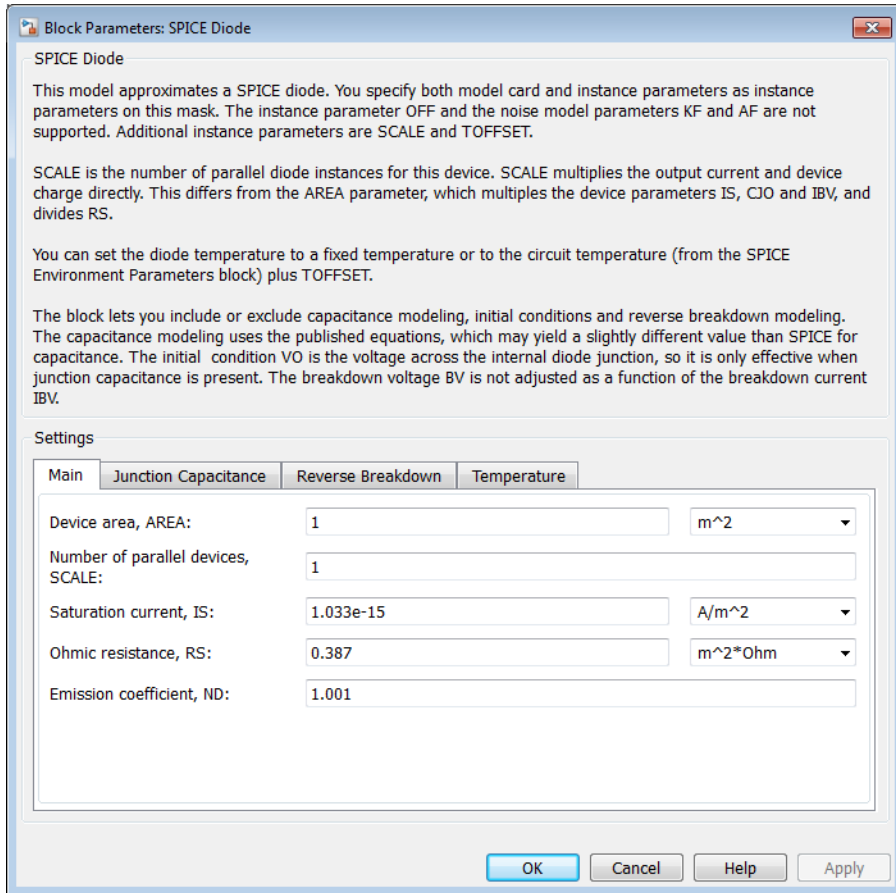 Block Parameters: SPICE Diode
SPICE Diode
This model approximates a SPICE diode. You specify both model card and instance parameters as instance
parameters on this mask. The instance parameter OFF and the noise model parameters KF and AF are not
supported. Additional instance parameters are SCALE and TOFFSET.
SCALE is the number of parallel diode instances for this device. SCALE multiplies the output current and device
charge directly. This differs from the AREA parameter, which multiples the device parameters IS, CJO and IBV, and
divides RS.
You can set the diode temperature to a fixed temperature or to the circuit temperature (from the SPICE
Environment Parameters block) plus TOFFSET.
The block lets you include or exclude capacitance modeling, initial conditions and reverse breakdown modeling.
The capacitance modeling uses the published equations, which may yield a slightly different value than SPICE for
capacitance. The initial  condition VO is the voltage across the internal diode junction, so it is only effective when
junction capacitance is present. The breakdown voltage BV is not adjusted as a function of the breakdown current
IBV.
Settings
Main Junction Capacitance Reverse Breakdown Temperature
Device area, AREA: 1 m^2
Number of parallel devices,
SCALE: 1
Saturation current, IS: 1.033e-15 A/m^2
Ohmic resistance, RS: 0.387 m^2*Ohm
Emission coefficient, ND: 1.001
OK Cancel Help Apply